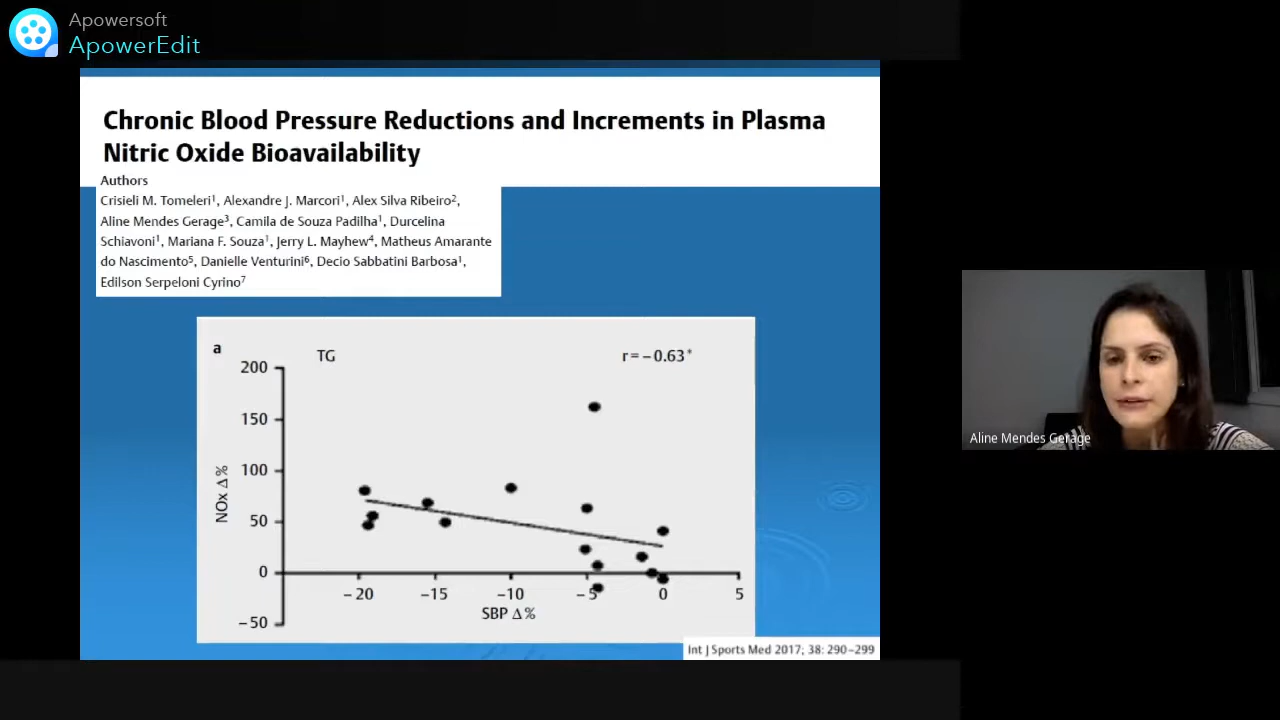 Apowersoft
ApowerEdit
Chronic Blood Pressure Reductions and Increments in Plasma
Nitric Oxide Bioavailability
Authors
Crisieli M. Tomeleri¹, Alexandre J. Marcori¹, Alex Silva Ribeiro²,
Aline Mendes Gerage³, Camila de Souza Padilha¹, Durcelina
Schiavoni¹, Mariana F. Souza¹, Jerry L. Mayhew⁴, Matheus Amarante
do Nascimento⁵, Danielle Venturini⁶, Decio Sabbatini Barbosa¹,
Edilson Serpeloni Cyrino⁷
a
TG
r = – 0.63*
200
150
100
50
0
– 50
NOx Δ%
– 20
–15
–10
– 5
0
5
SBP Δ%
Int J Sports Med 2017; 38: 290–299
Aline Mendes Gerage